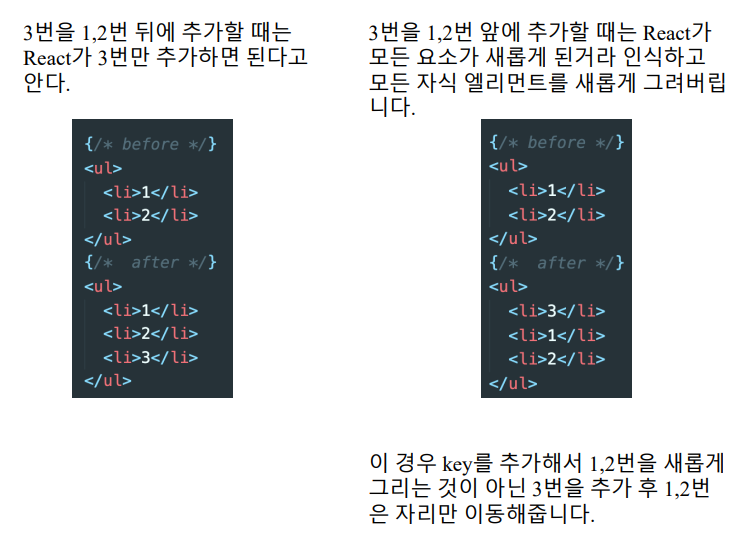 3번을 1,2번 뒤에 추가할 때는
React가 3번만 추가하면 된다고
안다.
{/* before */}
<ul>
<li>1</li>
<li>2</li>
</ul>
{/*  after */}
<ul>
<li>1</li>
<li>2</li>
<li>3</li>
</ul>
3번을 1,2번 앞에 추가할 때는 React가
모든 요소가 새롭게 된거라 인식하고
모든 자식 엘리먼트를 새롭게 그려버립
니다.
{/* before */}
<ul>
<li>1</li>
<li>2</li>
</ul>
{/*  after */}
<ul>
<li>3</li>
<li>1</li>
<li>2</li>
</ul>
이 경우 key를 추가해서 1,2번을 새롭게
그리는 것이 아닌 3번을 추가 후 1,2번
은 자리만 이동해줍니다.